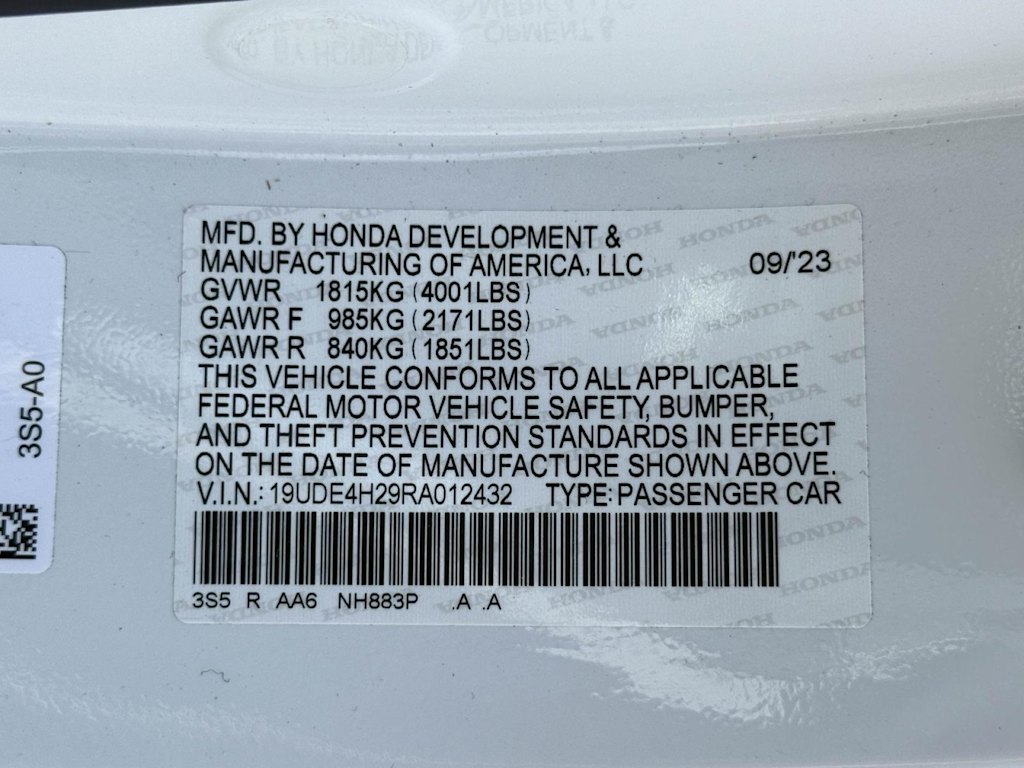 MFD. BY HONDA DEVELOPMENT &
MANUFACTURING OF AMERICA, LLC 09/'23
GVWR 1815KG (4001LBS)
GAWR F 985KG (2171LBS)
GAWR R 840KG (1851LBS)
THIS VEHICLE CONFORMS TO ALL APPLICABLE
FEDERAL MOTOR VEHICLE SAFETY, BUMPER,
AND THEFT PREVENTION STANDARDS IN EFFECT
ON THE DATE OF MANUFACTURE SHOWN ABOVE.
V.I.N.: 19UDE4H29RA012432 TYPE: PASSENGER CAR
3S5 R AA6 NH883P .A .A
3S5-A0